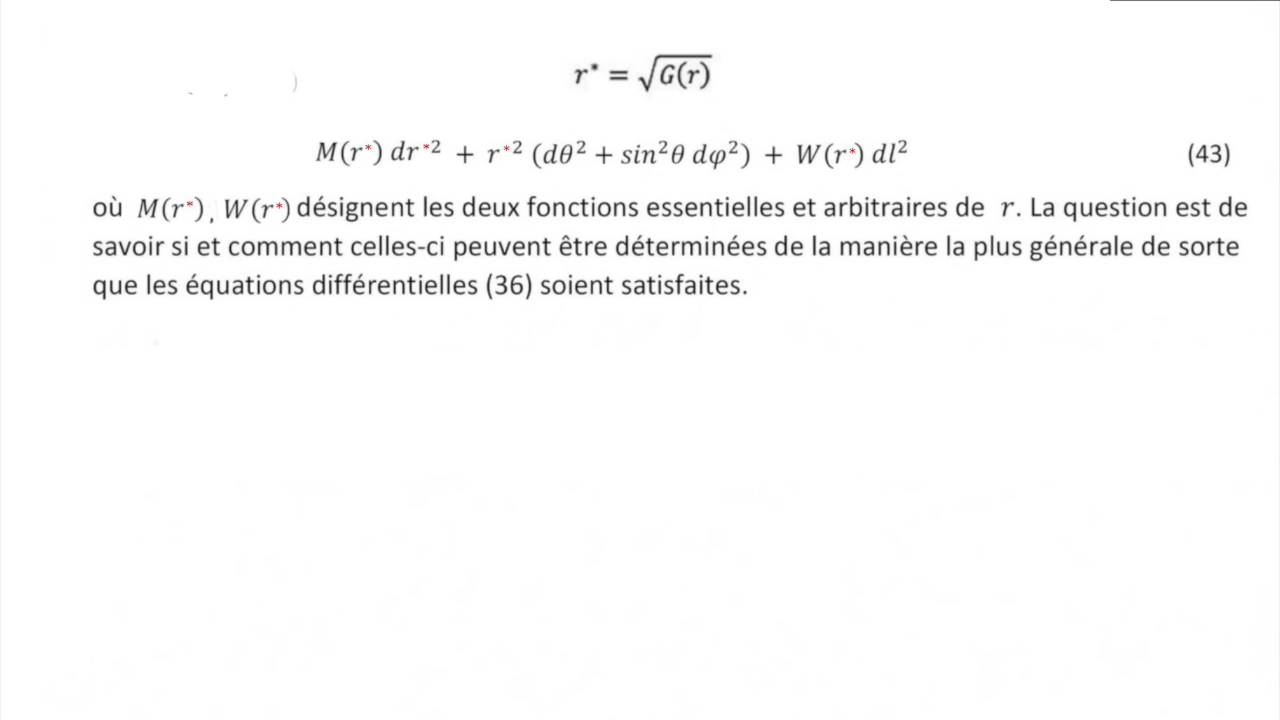 r* = √G(r)
M(r*) dr*² + r*² (dθ² + sin²θ dφ²) + W(r*) dl² (43)
où M(r*), W(r*) désignent les deux fonctions essentielles et arbitraires de r. La question est de
savoir si et comment celles-ci peuvent être déterminées de la manière la plus générale de sorte
que les équations différentielles (36) soient satisfaites.